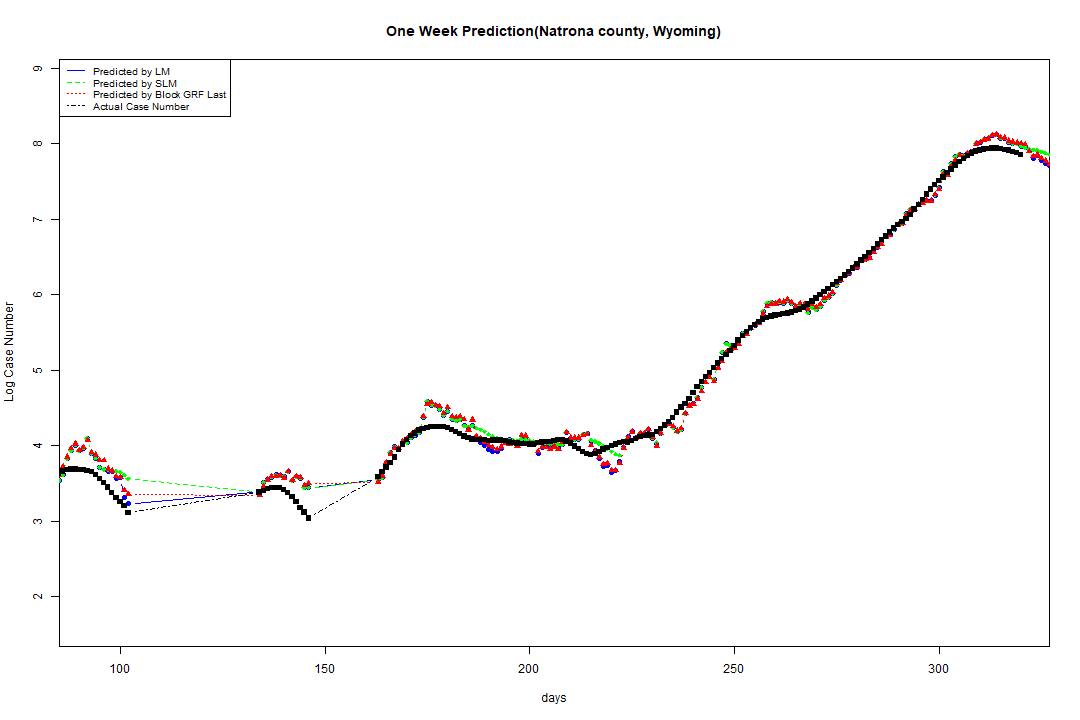 One Week Prediction(Natrona county, Wyoming)
Predicted by LM
Predicted by SLM
Predicted by Block GRF Last
Actual Case Number
9
8
7
6
5
4
3
2
Log Case Number
100 150 200 250 300
days